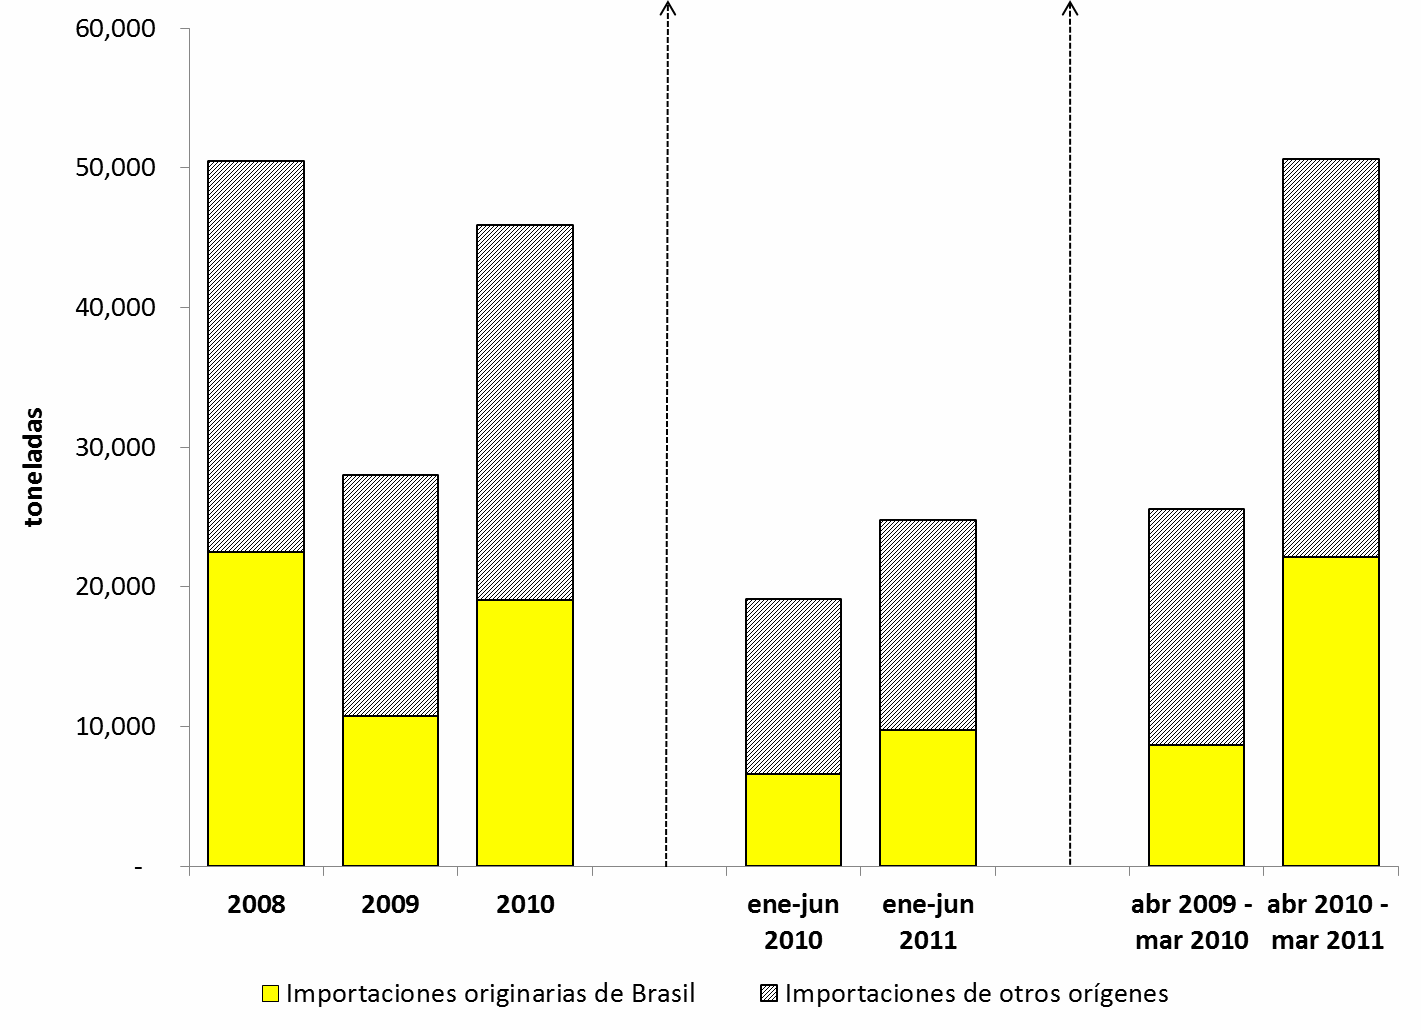 60,000
50,000
40,000
30,000
20,000
10,000
-
toneladas
2008
2009
2010
ene-jun
2010
ene-jun
2011
abr 2009 -
mar 2010
abr 2010 -
mar 2011
Importaciones originarias de Brasil
Importaciones de otros orígenes